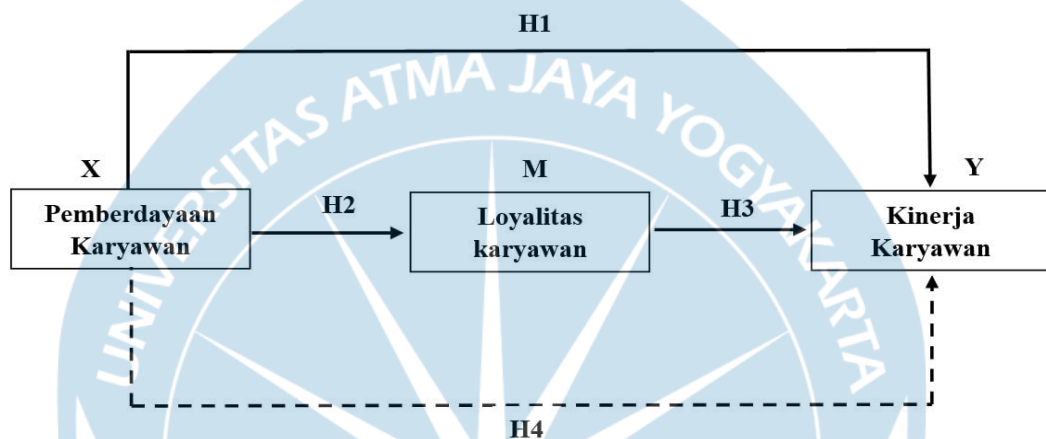 H1
UNIVERSITAS ATMA JAYA YOGYAKARTA
X
M
Y
Pemberdayaan
Karyawan
H2
Loyalitas
karyawan
H3
Kinerja
Karyawan
H4